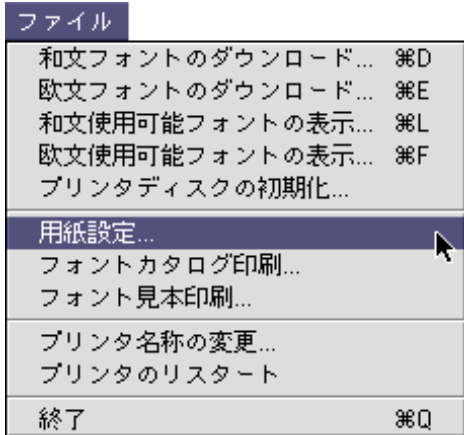 ファイル
和文フォントのダウンロード... ⌘D
欧文フォントのダウンロード... ⌘E
和文使用可能フォントの表示... ⌘L
欧文使用可能フォントの表示... ⌘F
プリンタディスクの初期化...
用紙設定...
フォントカタログ印刷...
フォント見本印刷...
プリンタ名称の変更...
プリンタのリスタート
終了 ⌘Q